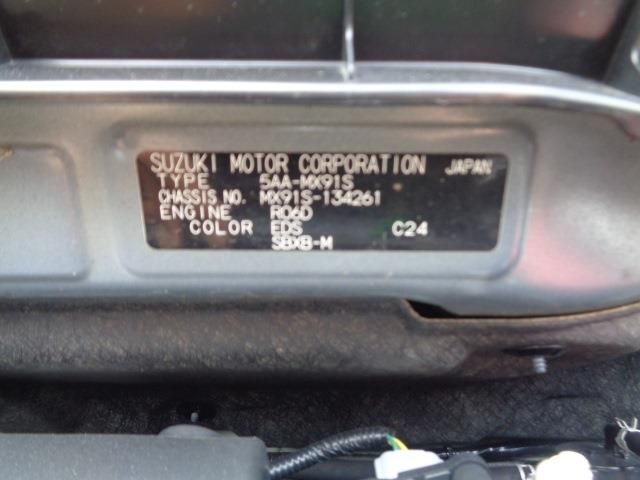 SUZUKI MOTOR CORPORATION JAPAN
TYPE 5AA-MX91S
CHASSIS NO. MX91S-134261
ENGINE R06D
COLOR EDS C24
SBXB-M